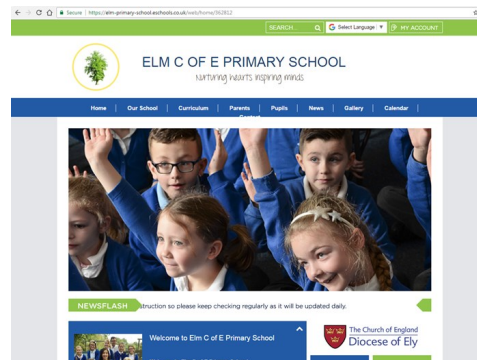 Secure | https://elm-primary-school.eschools.co.uk/web/home/362812
SEARCH
G Select Language ▼
MY ACCOUNT
ELM C OF E PRIMARY SCHOOL
Nurturing hearts inspiring minds
Home | Our School | Curriculum | Parents | Pupils | News | Gallery | Calendar |
Contact
NEWSFLASH
struction so please keep checking regularly as it will be updated daily.
Welcome to Elm C of E Primary School
The Church of England
Diocese of Ely